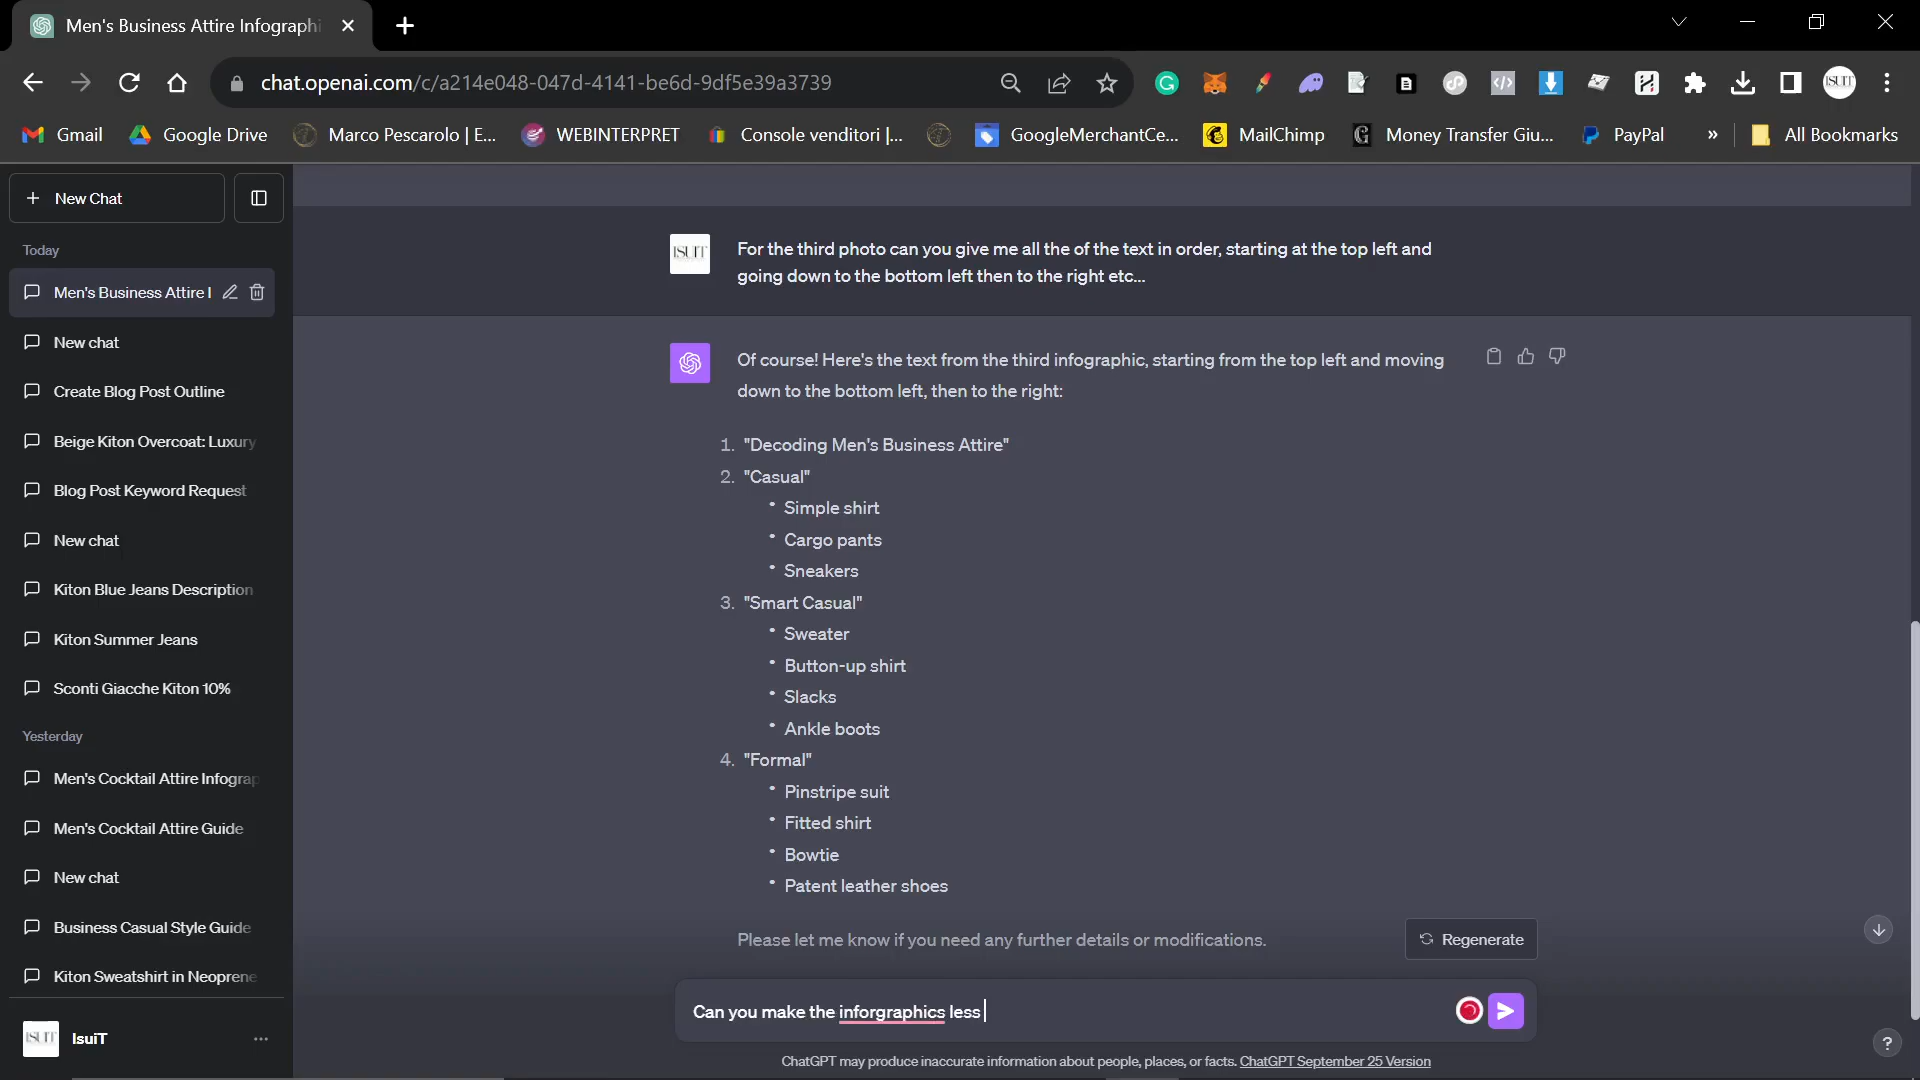 Men's Business Attire Infographi
chat.openai.com/c/a214e048-047d-4141-be6d-9df5e39a3739
ISUIT
Gmail
Google Drive
Marco Pescarolo | E...
WEBINTERPRET
Console venditori |...
GoogleMerchantCe...
MailChimp
Money Transfer Giu...
PayPal
»
All Bookmarks
New Chat
Today
Men's Business Attire I
New chat
Create Blog Post Outline
Beige Kiton Overcoat: Luxury
Blog Post Keyword Request
New chat
Kiton Blue Jeans Description
Kiton Summer Jeans
Sconti Giacche Kiton 10%
Yesterday
Men's Cocktail Attire Infograp
Men's Cocktail Attire Guide
New chat
Business Casual Style Guide
Kiton Sweatshirt in Neoprene
ISUIT
IsuiT
ISUIT
For the third photo can you give me all the of the text in order, starting at the top left and
going down to the bottom left then to the right etc...
Of course! Here's the text from the third infographic, starting from the top left and moving
down to the bottom left, then to the right:
1. "Decoding Men's Business Attire"
2. "Casual"
• Simple shirt
• Cargo pants
• Sneakers
3. "Smart Casual"
• Sweater
• Button-up shirt
• Slacks
• Ankle boots
4. "Formal"
• Pinstripe suit
• Fitted shirt
• Bowtie
• Patent leather shoes
Please let me know if you need any further details or modifications.
Regenerate
Can you make the inforgraphics less
ChatGPT may produce inaccurate information about people, places, or facts. ChatGPT September 25 Version
?